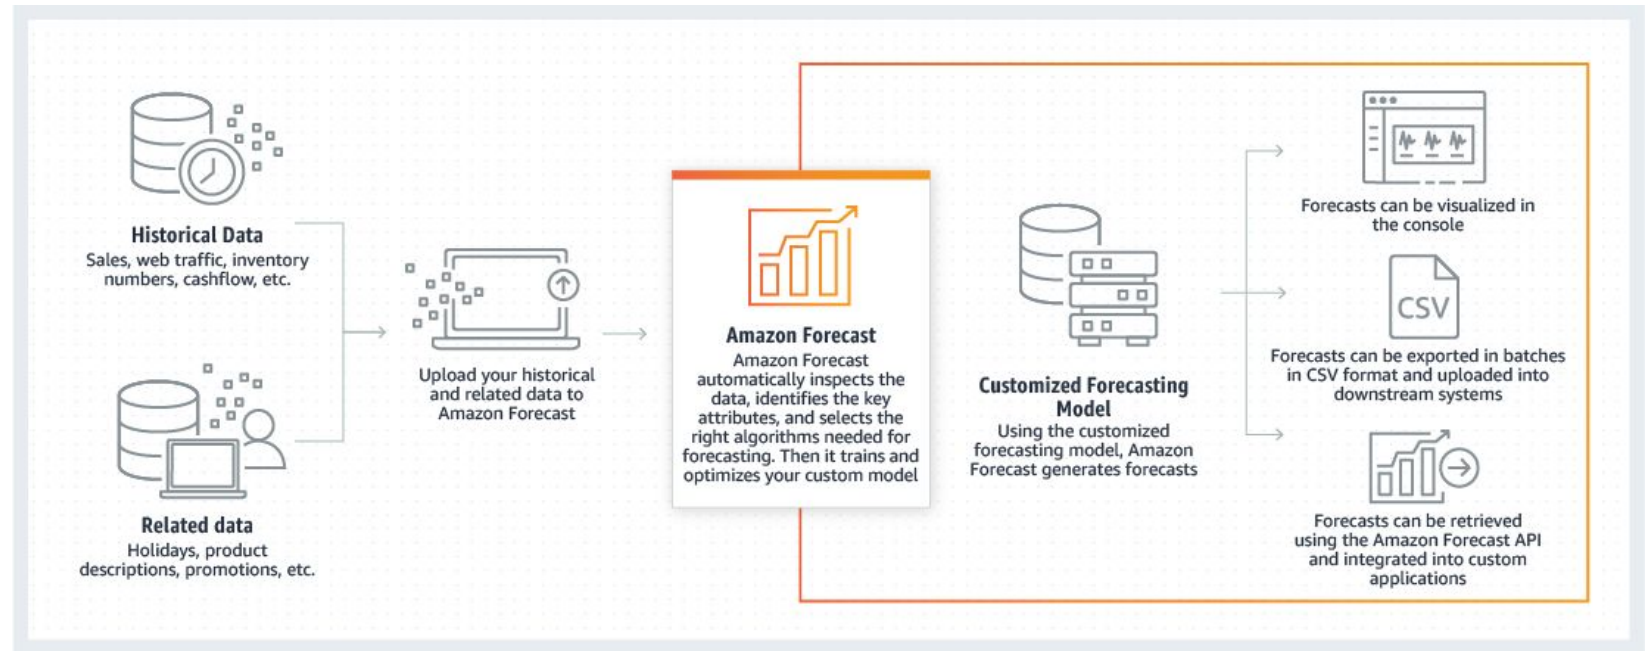 Historical Data
Sales, web traffic, inventory
numbers, cashflow, etc.
Related data
Holidays, product
descriptions, promotions, etc.
Upload your historical
and related data to
Amazon Forecast
Amazon Forecast
Amazon Forecast
automatically inspects the
data, identifies the key
attributes, and selects the
right algorithms needed for
forecasting. Then it trains and
optimizes your custom model
Customized Forecasting
Model
Using the customized
forecasting model, Amazon
Forecast generates forecasts
Forecasts can be visualized in
the console
CSV
Forecasts can be exported in batches
in CSV format and uploaded into
downstream systems
Forecasts can be retrieved
using the Amazon Forecast API
and integrated into custom
applications